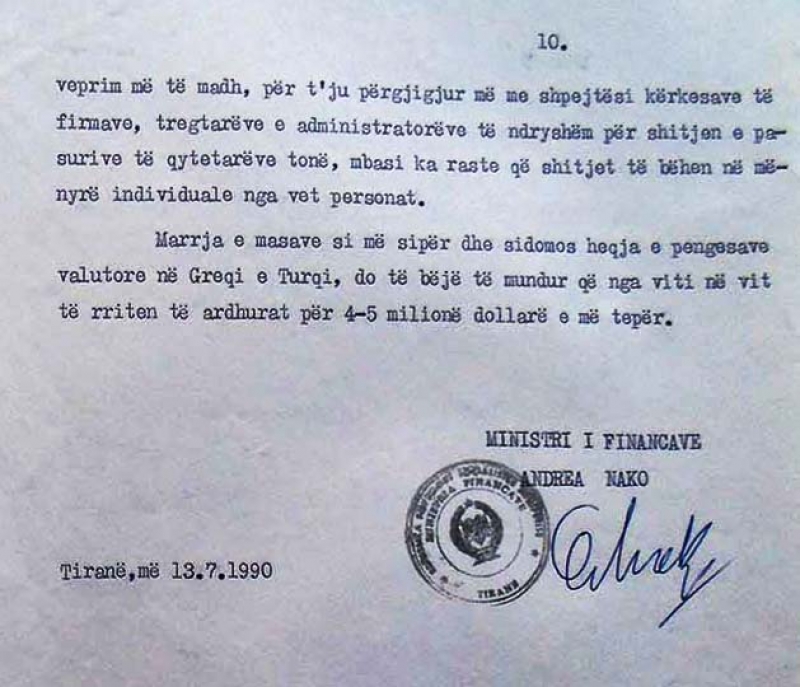 10.
veprim më të madh, për t'ju përgjigjur më me shpejtësi kërkesave të
firmave, tregtarëve e administratorëve të ndryshëm për shitjen e pa-
surive të qytetarëve tonë, mbasi ka raste që shitjet të bëhen në më-
nyrë individuale nga vet personat.
Marrja e masave si më sipër dhe sidomos heqja e pengesave
valutore në Greqi e Turqi, do të bëjë të mundur që nga viti në vit
të rriten të ardhurat për 4-5 milionë dollarë e më tepër.
MINISTRI I FINANCAVE
ANDREA NAKO
MINISTRIA FINANCAVE
TIRANË
Tiranë,më 13.7.1990